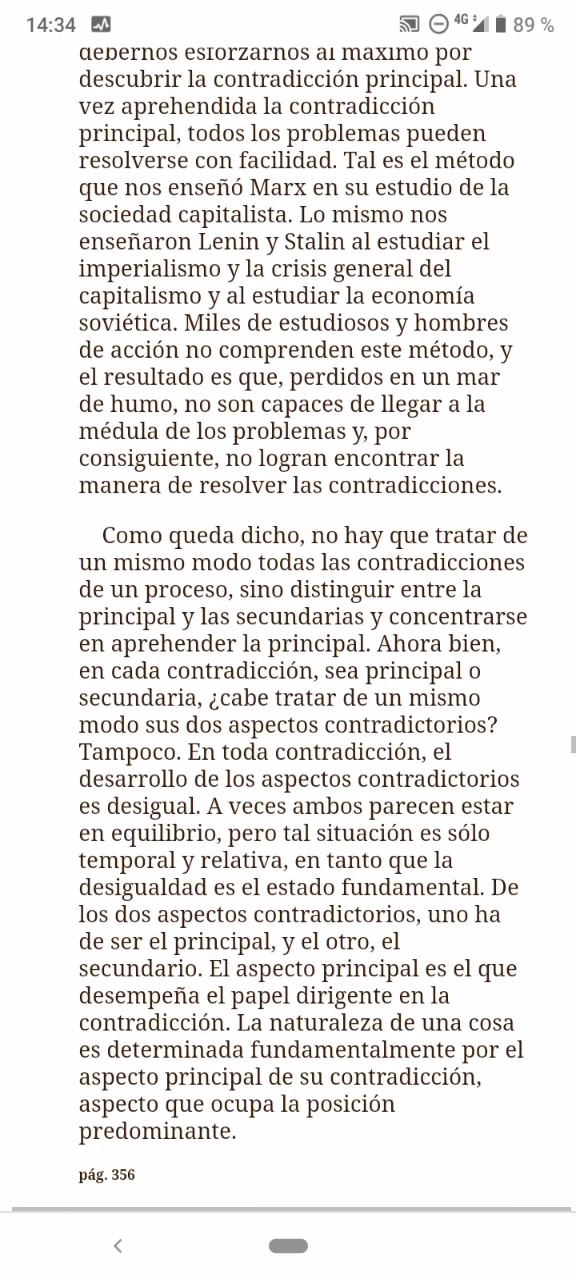 14:34
4G
89 %
debernos esforzarnos al máximo por
descubrir la contradicción principal. Una
vez aprehendida la contradicción
principal, todos los problemas pueden
resolverse con facilidad. Tal es el método
que nos enseñó Marx en su estudio de la
sociedad capitalista. Lo mismo nos
enseñaron Lenin y Stalin al estudiar el
imperialismo y la crisis general del
capitalismo y al estudiar la economía
soviética. Miles de estudiosos y hombres
de acción no comprenden este método, y
el resultado es que, perdidos en un mar
de humo, no son capaces de llegar a la
médula de los problemas y, por
consiguiente, no logran encontrar la
manera de resolver las contradicciones.
Como queda dicho, no hay que tratar de
un mismo modo todas las contradicciones
de un proceso, sino distinguir entre la
principal y las secundarias y concentrarse
en aprehender la principal. Ahora bien,
en cada contradicción, sea principal o
secundaria, ¿cabe tratar de un mismo
modo sus dos aspectos contradictorios?
Tampoco. En toda contradicción, el
desarrollo de los aspectos contradictorios
es desigual. A veces ambos parecen estar
en equilibrio, pero tal situación es sólo
temporal y relativa, en tanto que la
desigualdad es el estado fundamental. De
los dos aspectos contradictorios, uno ha
de ser el principal, y el otro, el
secundario. El aspecto principal es el que
desempeña el papel dirigente en la
contradicción. La naturaleza de una cosa
es determinada fundamentalmente por el
aspecto principal de su contradicción,
aspecto que ocupa la posición
predominante.
pág. 356